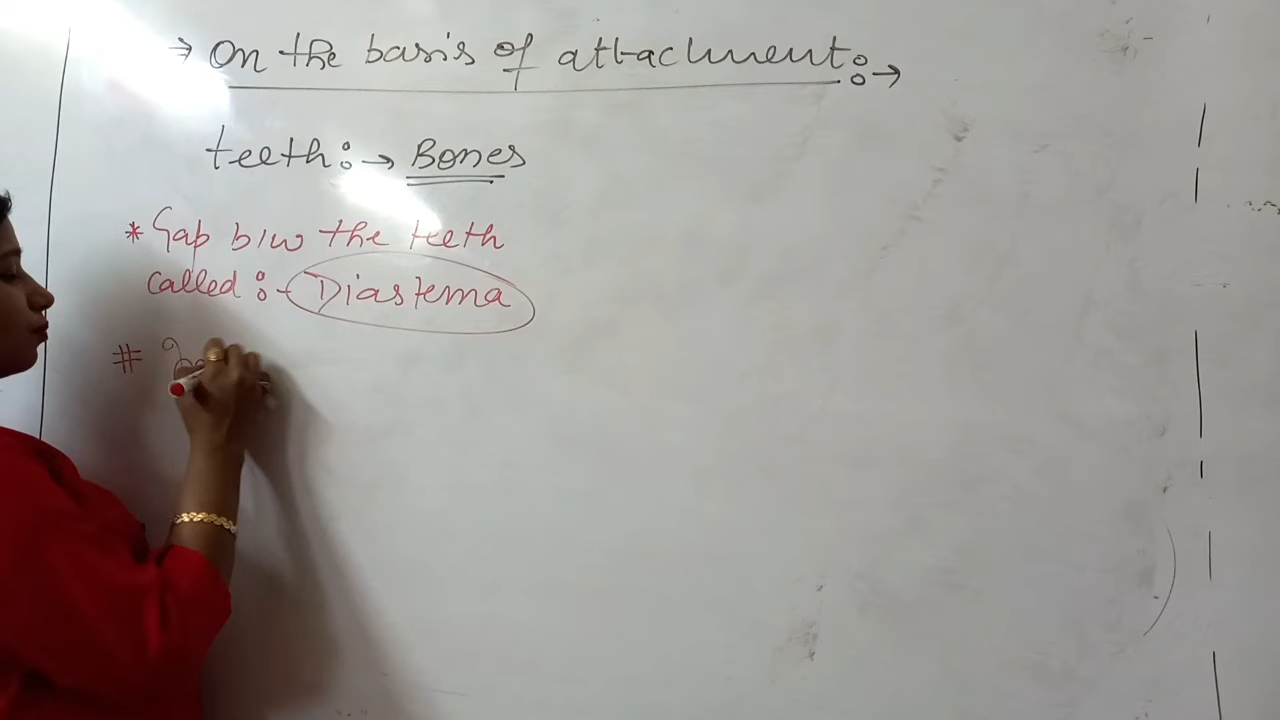 → On the basis of attachment:→
teeth:→ Bones
* Gap b/w the teeth
called:- Diastema
#